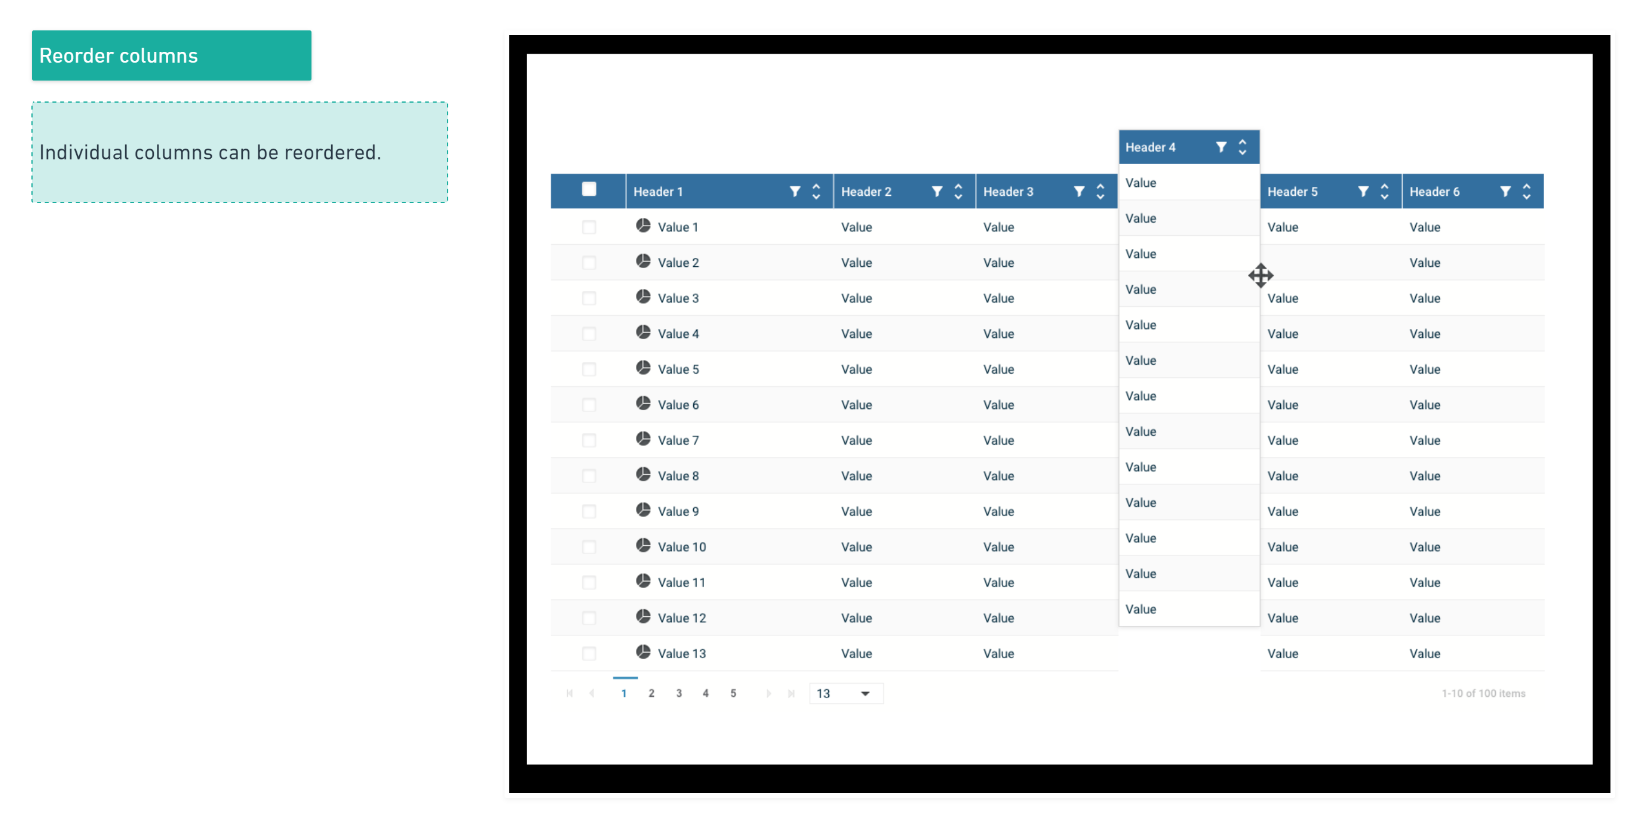 Reorder columns
Individual columns can be reordered.
Header 4
Header 1 Header 2 Header 3 Header 5 Header 6
Value
Value 1 Value Value Value Value
Value
Value 2 Value Value Value
Value
Value 3 Value Value Value Value
Value
Value 4 Value Value Value Value
Value
Value 5 Value Value Value Value
Value
Value 6 Value Value Value Value
Value
Value 7 Value Value Value Value
Value
Value 8 Value Value Value Value
Value
Value 9 Value Value Value Value
Value
Value 10 Value Value Value Value
Value
Value 11 Value Value Value Value
Value
Value 12 Value Value Value Value
Value
Value 13 Value Value Value Value
1 2 3 4 5 13 1-10 of 100 items